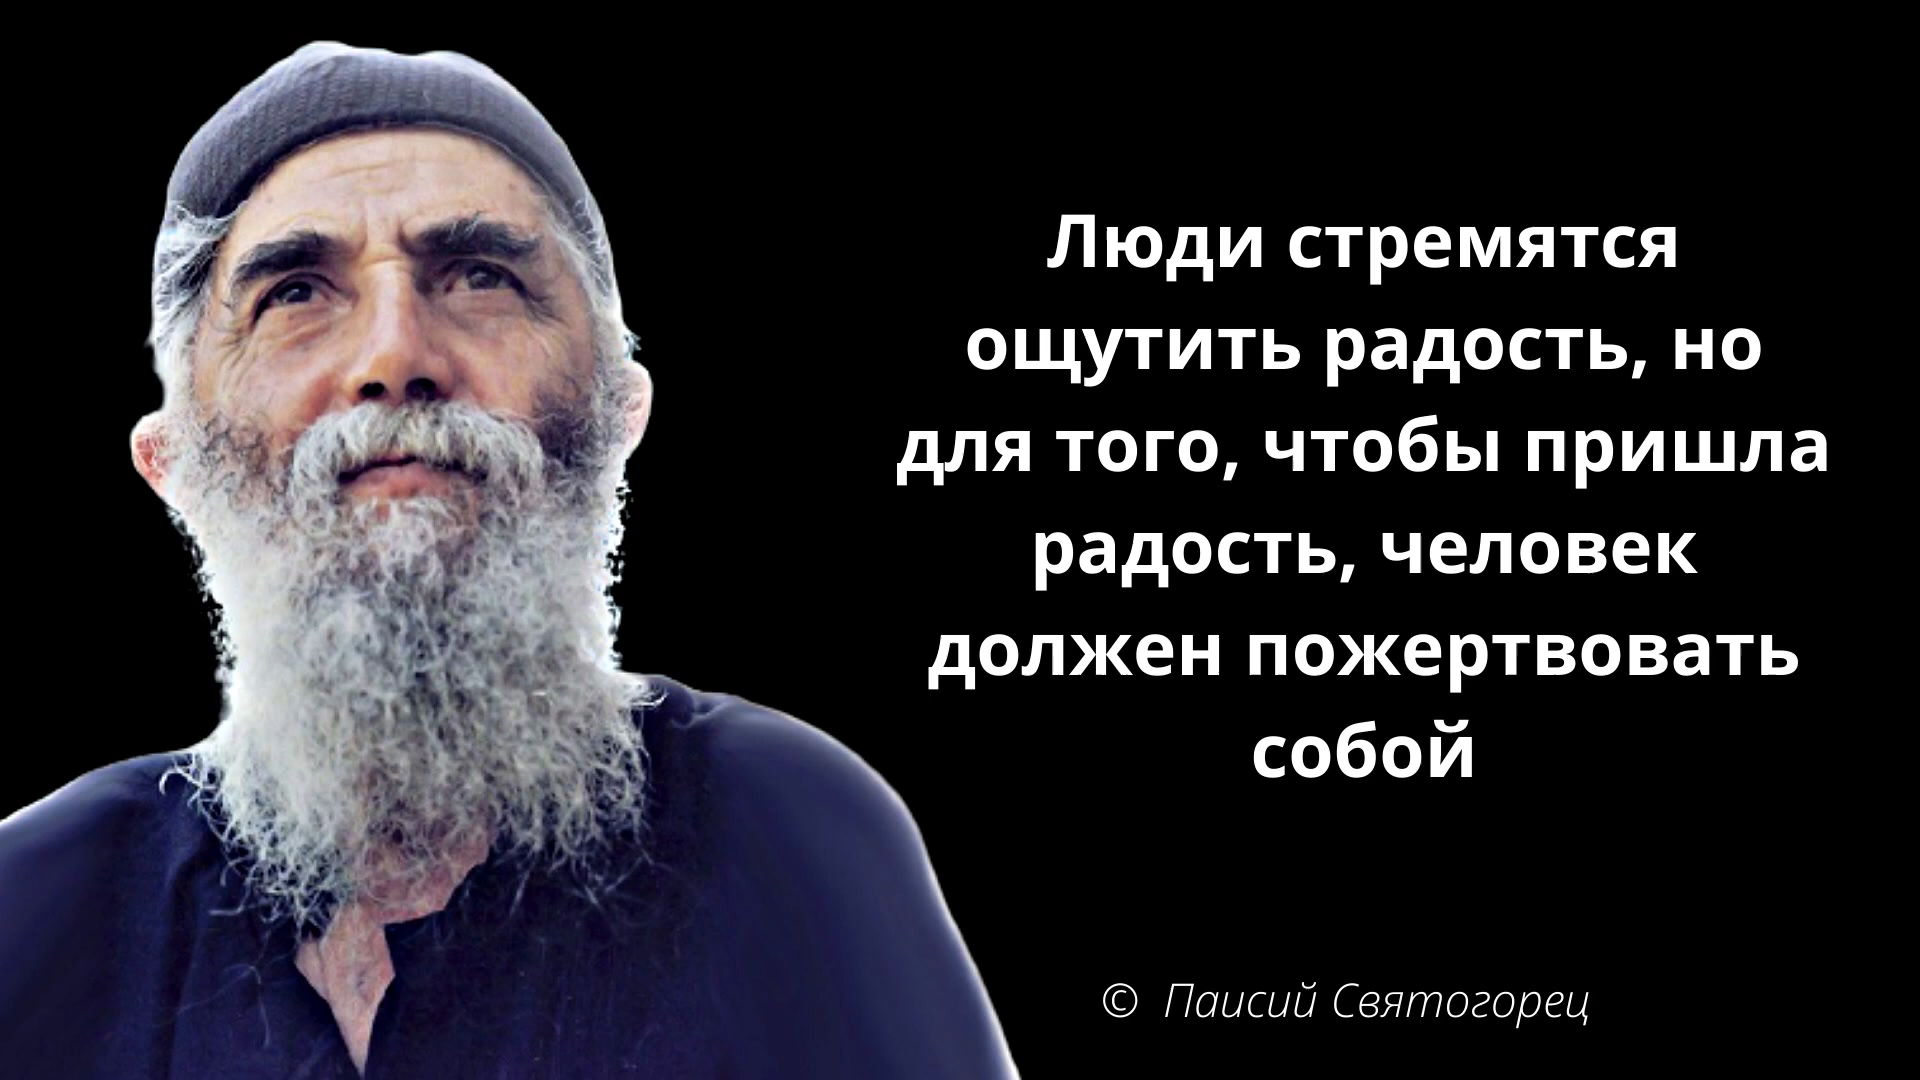 Люди стремятся
ощутить радость, но
для того, чтобы пришла
радость, человек
должен пожертвовать
собой
© Паисий Святогорец